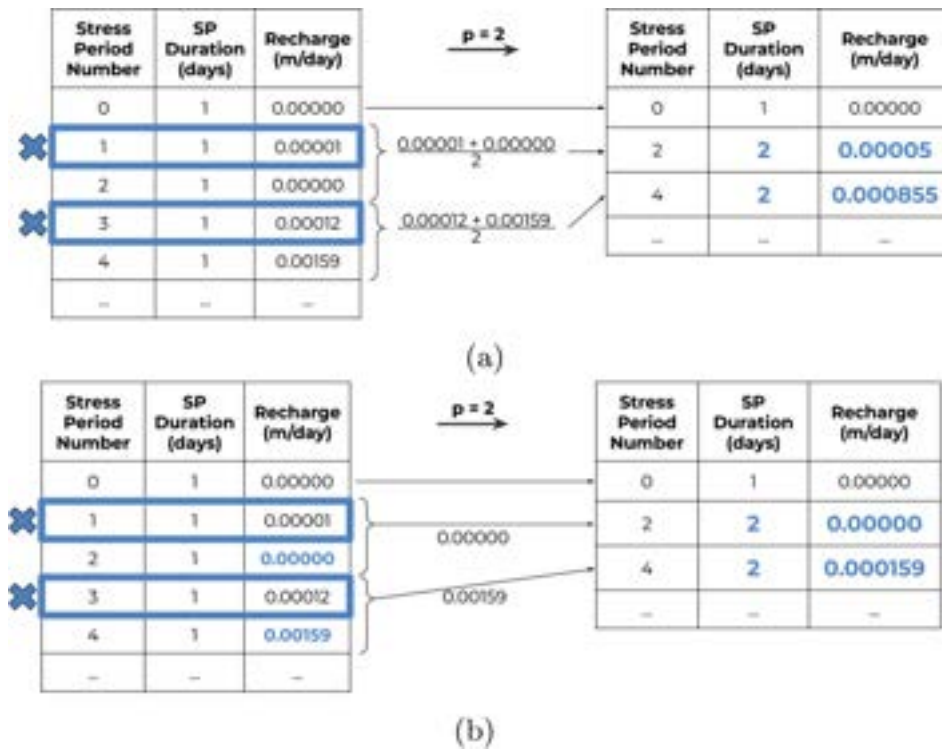 Stress Period Number SP Duration (days) Recharge (m/day) p = 2 Stress Period Number SP Duration (days) Recharge (m/day)
0 1 0.00000 0 1 0.00000
1 1 0.00001 0.00001 + 0.00000 2 2 2 0.00005
2 1 0.00000 4 2 0.000855
3 1 0.00012 0.00012 + 0.00159 2 ... ... ...
4 1 0.00159
... ... ...
(a)
Stress Period Number SP Duration (days) Recharge (m/day) p = 2 Stress Period Number SP Duration (days) Recharge (m/day)
0 1 0.00000 0 1 0.00000
1 1 0.00001 0.00000 2 2 0.00000
2 1 0.00000 4 2 0.000159
3 1 0.00012 0.00159 ... ... ...
4 1 0.00159
... ... ...
(b)